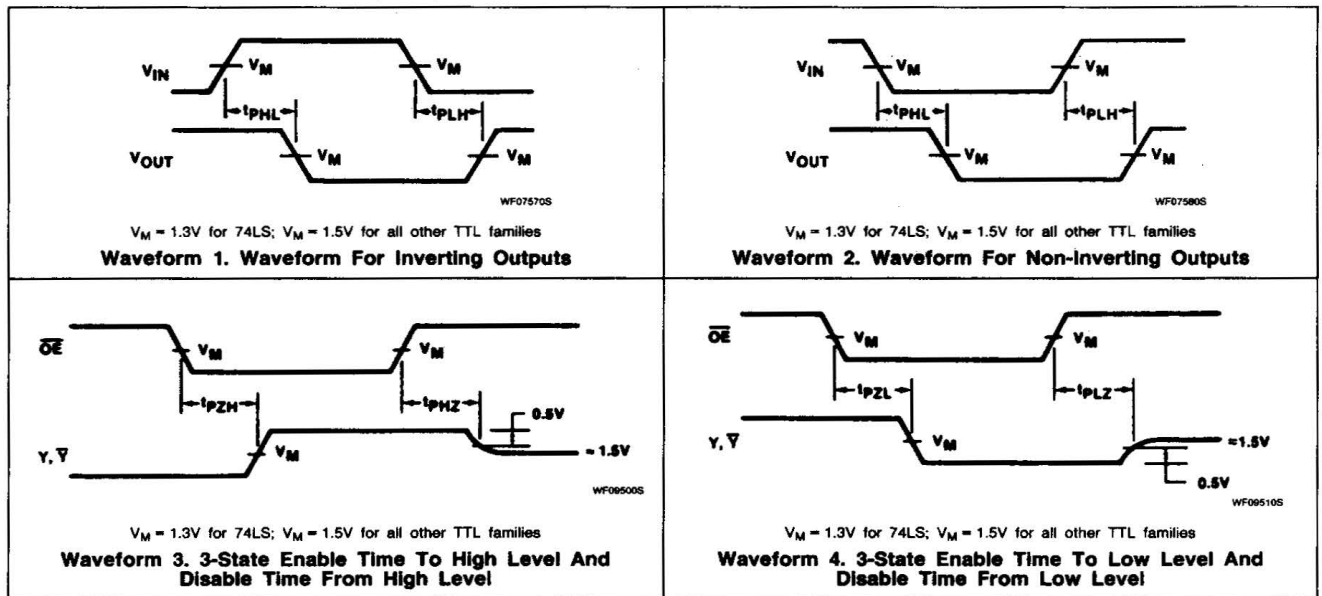 V_IN
V_M
V_M
t_PHL
t_PLH
V_OUT
V_M
V_M
WF07570S
V_M = 1.3V for 74LS; V_M = 1.5V for all other TTL families
Waveform 1. Waveform For Inverting Outputs
V_IN
V_M
V_M
t_PHL
t_PLH
V_OUT
V_M
V_M
WF07580S
V_M = 1.3V for 74LS; V_M = 1.5V for all other TTL families
Waveform 2. Waveform For Non-Inverting Outputs
O̅E̅
V_M
V_M
t_PZH
t_PHZ
0.5V
Y, Y̅
V_M
≈1.5V
WF09500S
V_M = 1.3V for 74LS; V_M = 1.5V for all other TTL families
Waveform 3. 3-State Enable Time To High Level And
Disable Time From High Level
O̅E̅
V_M
V_M
t_PZL
t_PLZ
Y, Y̅
V_M
≈1.5V
0.5V
WF09510S
V_M = 1.3V for 74LS; V_M = 1.5V for all other TTL families
Waveform 4. 3-State Enable Time To Low Level And
Disable Time From Low Level